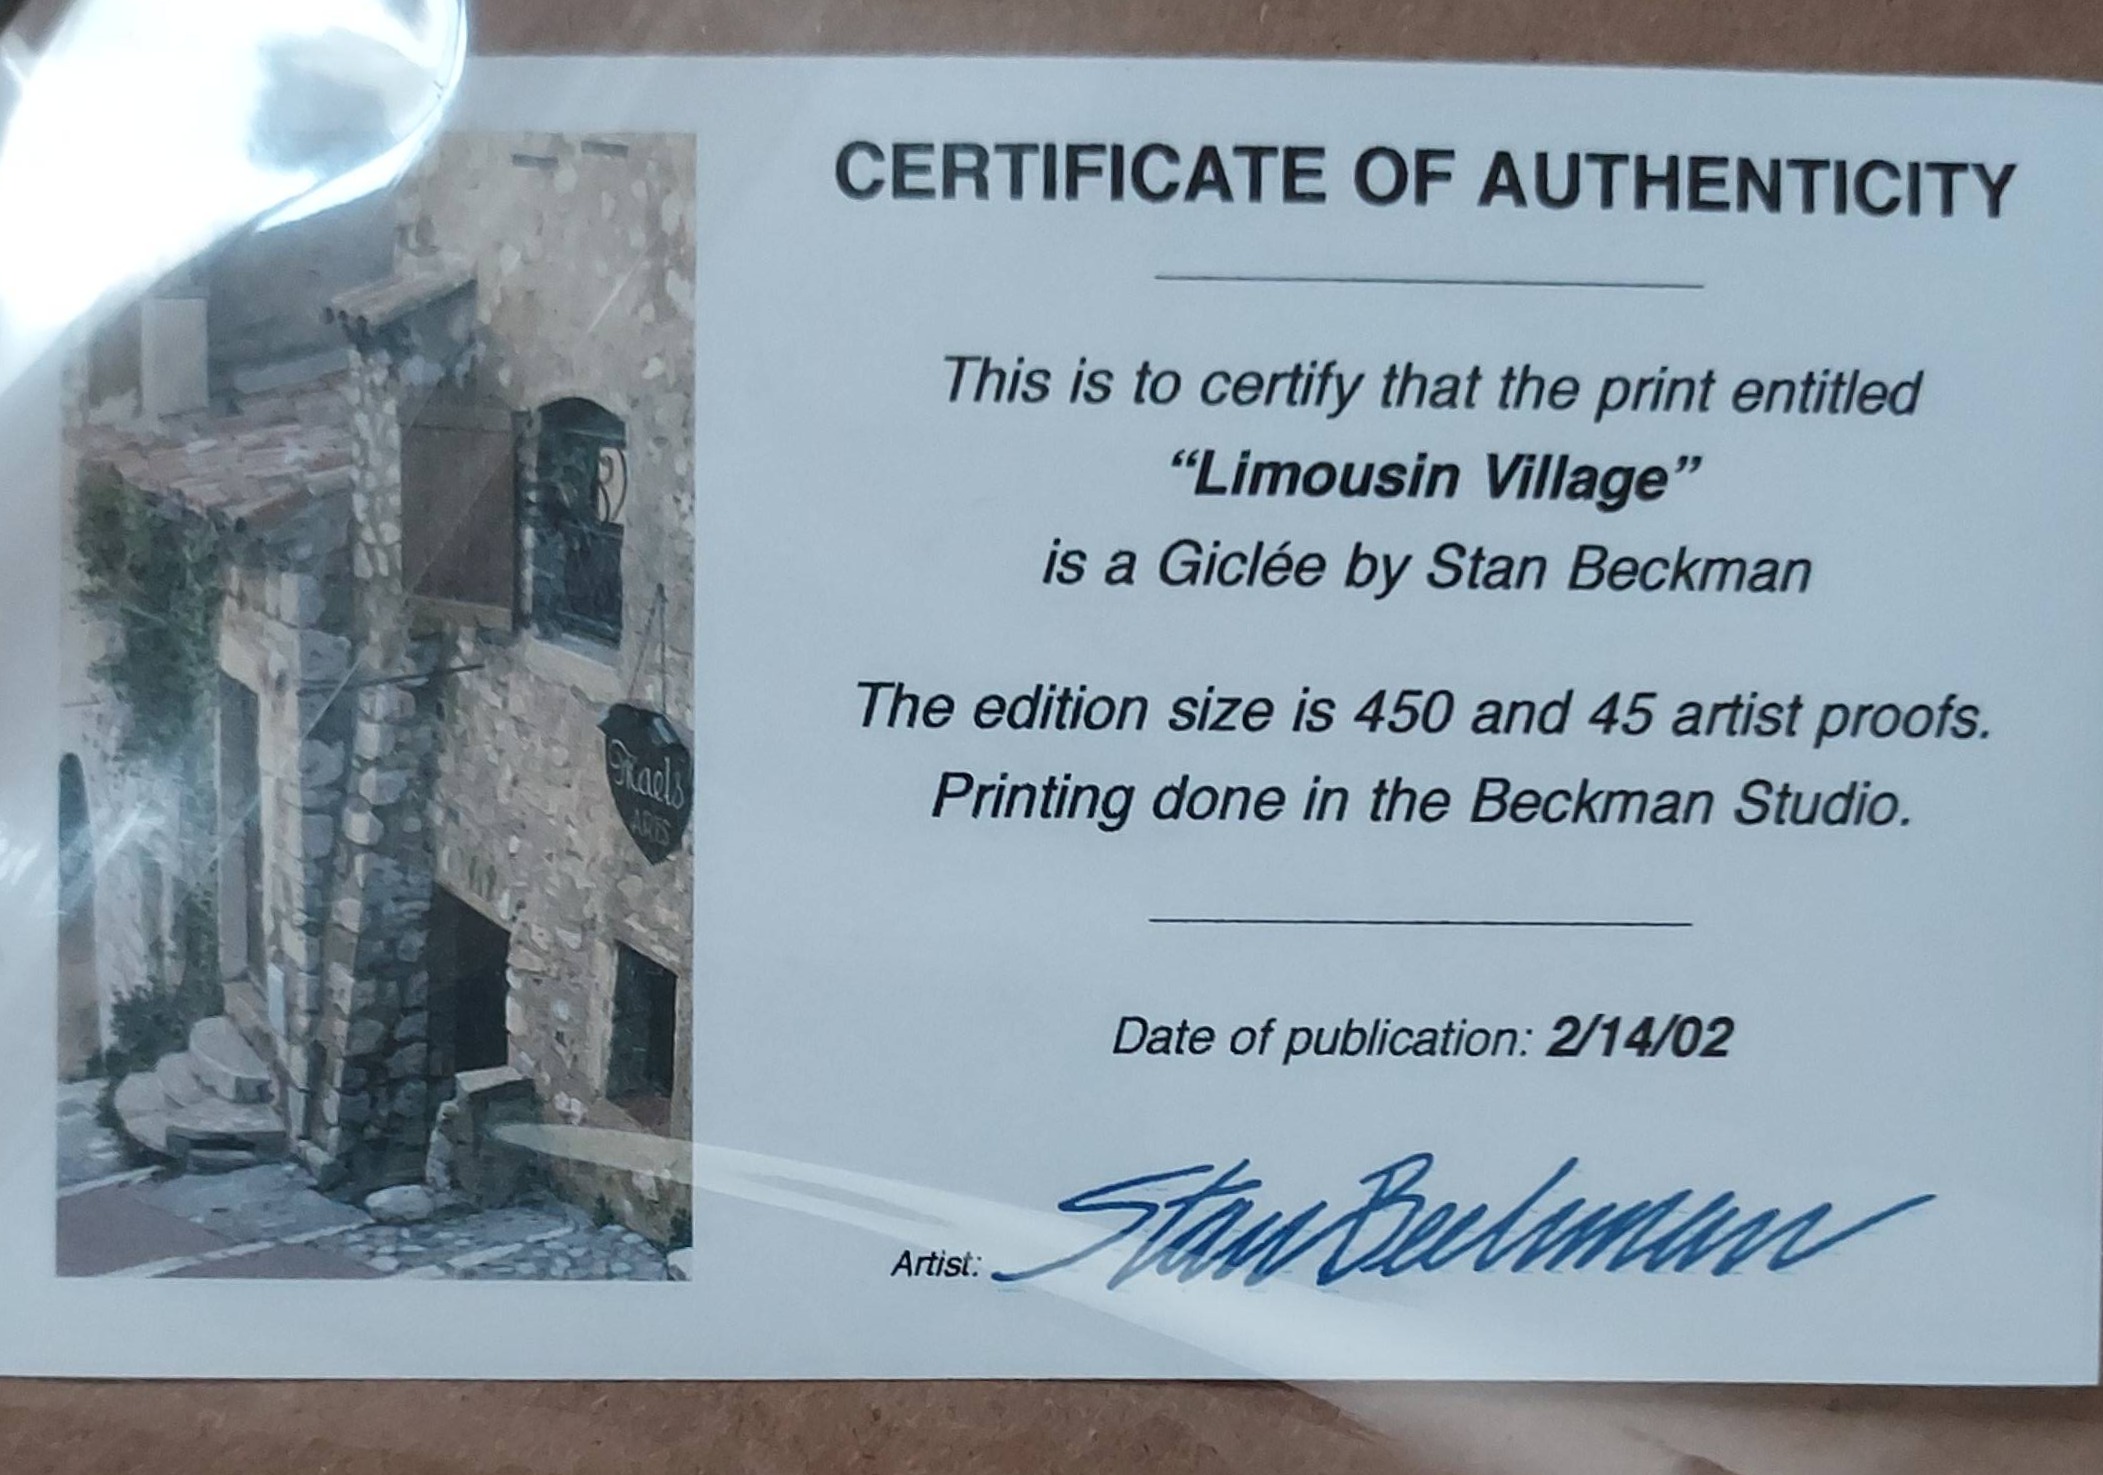 CERTIFICATE OF AUTHENTICITY
This is to certify that the print entitled
“Limousin Village”
is a Giclée by Stan Beckman
The edition size is 450 and 45 artist proofs.
Printing done in the Beckman Studio.
Date of publication: 2/14/02
Artist: Stan Beckman
ARTS